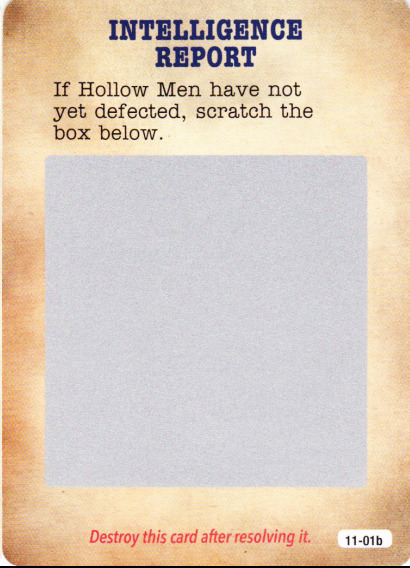 INTELLIGENCE
REPORT
If Hollow Men have not
yet defected, scratch the
box below.
Destroy this card after resolving it.
11-01b